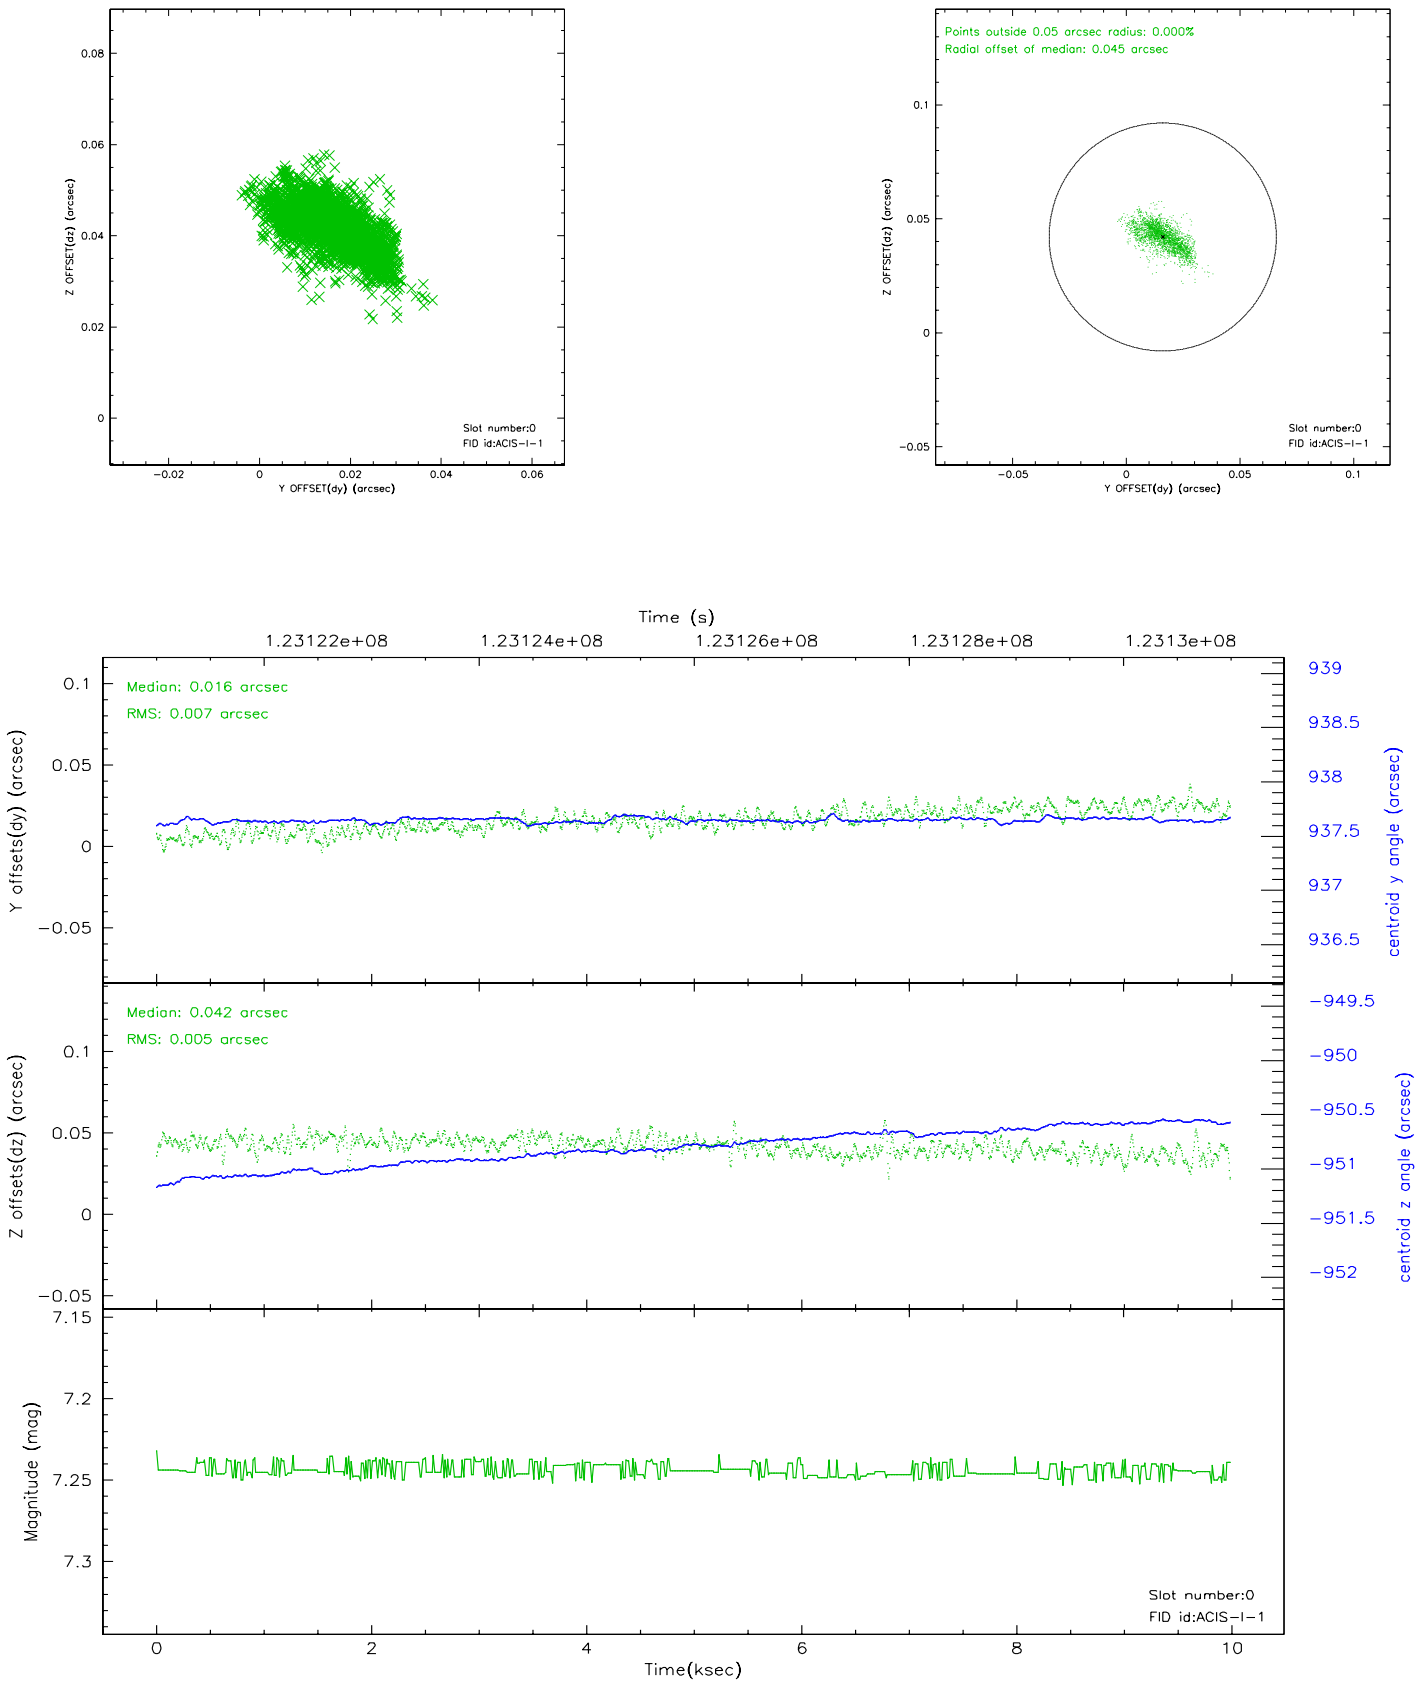 0.08
0.06
0.04
0.02
0
Z OFFSET(dz) (arcsec)
Slot number:0
FID id:ACIS-I-1
-0.02 0 0.02 0.04 0.06
Y OFFSET(dy) (arcsec)
Points outside 0.05 arcsec radius: 0.000%
Radial offset of median: 0.045 arcsec
0.1
0.05
0
-0.05
Z OFFSET(dz) (arcsec)
Slot number:0
FID id:ACIS-I-1
-0.05 0 0.05 0.1
Y OFFSET(dy) (arcsec)
Time (s)
1.23122e+08 1.23124e+08 1.23126e+08 1.23128e+08 1.2313e+08
Median: 0.016 arcsec
RMS: 0.007 arcsec
0.1
0.05
0
-0.05
Y offsets(dy) (arcsec)
939
938.5
938
937.5
937
936.5
centroid y angle (arcsec)
Median: 0.042 arcsec
RMS: 0.005 arcsec
0.1
0.05
0
-0.05
Z offsets(dz) (arcsec)
-949.5
-950
-950.5
-951
-951.5
-952
centroid z angle (arcsec)
7.15
7.2
7.25
7.3
Magnitude (mag)
Slot number:0
FID id:ACIS-I-1
0 2 4 6 8 10
Time(ksec)